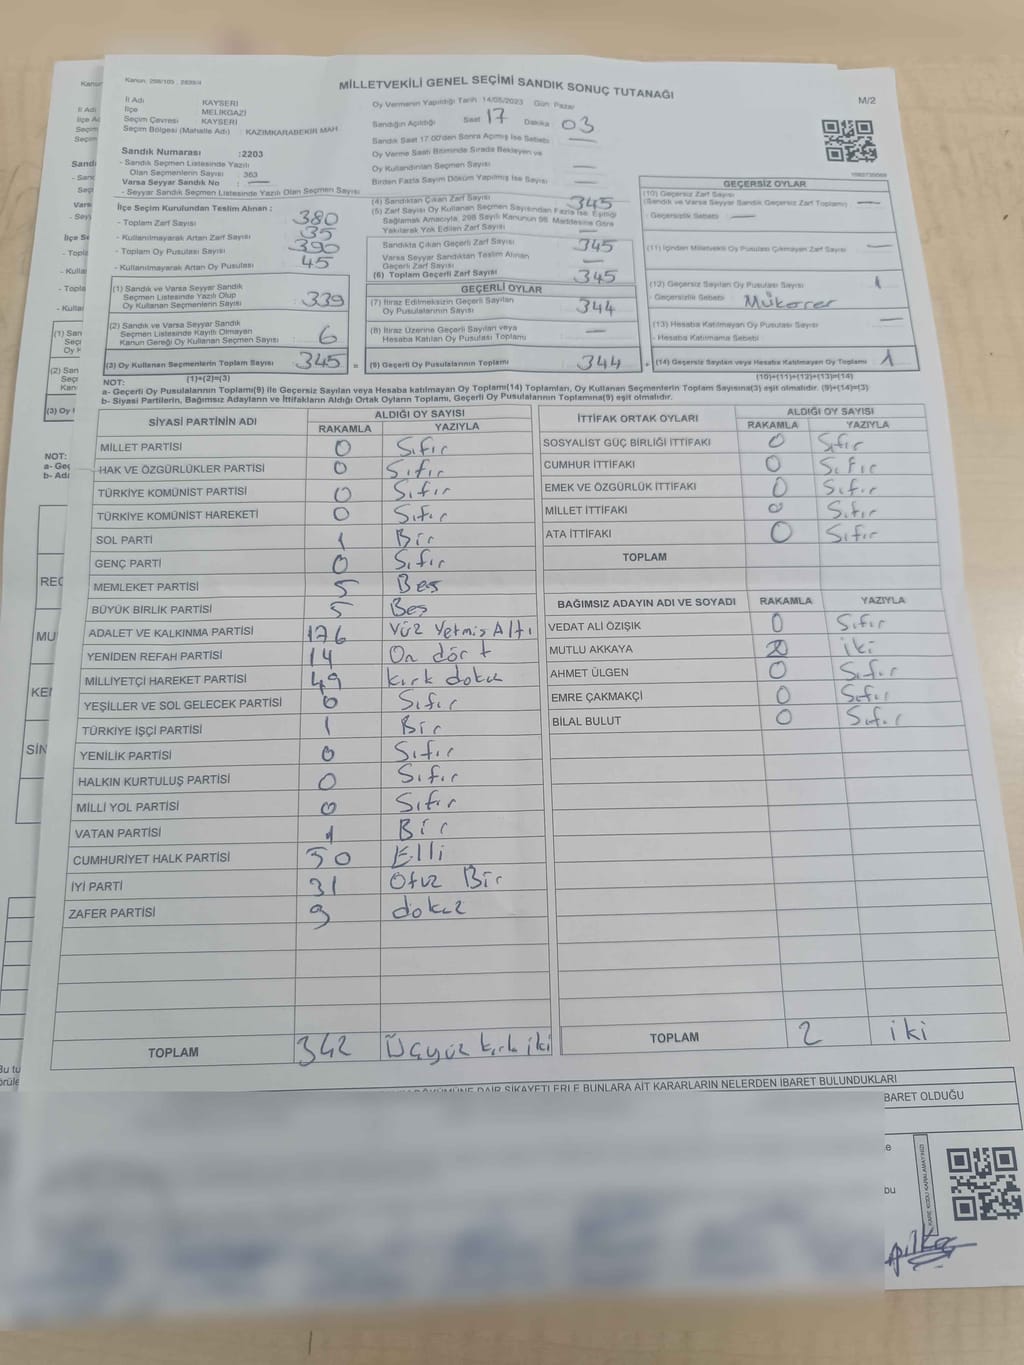 Kanun: 298/105 , 2839/4
MİLLETVEKİLİ GENEL SEÇİMİ SANDIK SONUÇ TUTANAĞI
M/2
İl Adı KAYSERİ
İlçe MELİKGAZİ
Seçim Çevresi : KAYSERİ
Seçim Bölgesi (Mahalle Adı) : KAZIMKARABEKİR MAH
Sandık Numarası :2203
- Sandık Seçmen Listesinde Yazılı
Olan Seçmenlerin Sayısı : 363
Varsa Seyyar Sandık No : —
- Seyyar Sandık Seçmen Listesinde Yazılı Olan Seçmen Sayısı
İlçe Seçim Kurulundan Teslim Alınan :
- Toplam Zarf Sayısı 380
- Kullanılmayarak Artan Zarf Sayısı 35
- Toplam Oy Pusulası Sayısı 390
- Kullanılmayarak Artan Oy Pusulası 45
(1) Sandık ve Varsa Seyyar Sandık
Seçmen Listesinde Yazılı Olup
Oy Kullanan Seçmenlerin Sayısı : 339
(2) Sandık ve Varsa Seyyar Sandık
Seçmen Listesinde Kayıtlı Olmayan
Kanun Gereği Oy Kullanan Seçmen Sayısı 6
(3) Oy Kullanan Seçmenlerin Toplam Sayısı 345
(1)+(2)=(3)
Oy Vermenin Yapıldığı Tarih 14/05/2023 Gün: Pazar
Sandığın Açıldığı Saat 17 Dakika 03
Sandık Saat 17:00'den Sonra Açılmış İse Sebebi —
Oy Verme Saati Bitiminde Sırada Bekleyen ve
Oy Kullandırılan Seçmen Sayısı —
Birden Fazla Sayım Döküm Yapılmış İse Sayısı —
(4) Sandıktan Çıkan Zarf Sayısı 345
(5) Zarf Sayısı Oy Kullanan Seçmen Sayısından Fazla İse, Eşitliği
Sağlamak Amacıyla, 298 Sayılı Kanunun 98. Maddesine Göre
Yakılarak Yok Edilen Zarf Sayısı —
Sandıkta Çıkan Geçerli Zarf Sayısı 345
Varsa Seyyar Sandıktan Teslim Alınan
Geçerli Zarf Sayısı —
(6) Toplam Geçerli Zarf Sayısı 345
GEÇERLİ OYLAR
(7) İtiraz Edilmeksizin Geçerli Sayılan
Oy Pusulalarının Sayısı 344
(8) İtiraz Üzerine Geçerli Sayılan veya
Hesaba Katılan Oy Pusulası Sayısı —
= (9) Geçerli Oy Pusulalarının Toplamı 344
GEÇERSİZ OYLAR
(10) Geçersiz Zarf Sayısı
(Sandık ve Varsa Seyyar Sandık Geçersiz Zarf Toplamı) —
- Geçersizlik Sebebi —
(11) İçinden Milletvekili Oy Pusulası Çıkmayan Zarf Sayısı —
(12) Geçersiz Sayılan Oy Pusulası Sayısı 1
- Geçersizlik Sebebi : Mükerer
(13) Hesaba Katılmayan Oy Pusulası Sayısı —
- Hesaba Katılmama Sebebi
+ (14) Geçersiz Sayılan veya Hesaba Katılmayan Oy Toplamı 1
(10)+(11)+(12)+(13)=(14)
NOT:
a- Geçerli Oy Pusulalarının Toplamı(9) İle Geçersiz Sayılan veya Hesaba katılmayan Oy Toplamı(14) Toplamları, Oy Kullanan Seçmenlerin Toplam Sayısına(3) eşit olmalıdır. (9)+(14)=(3)
b- Siyasi Partilerin, Bağımsız Adayların ve İttifakların Aldığı Ortak Oyların Toplamı, Geçerli Oy Pusulalarının Toplamına(9) eşit olmalıdır.
SİYASİ PARTİNİN ADI ALDIĞI OY SAYISI
RAKAMLA YAZIYLA
MİLLET PARTİSİ 0 Sıfır
HAK VE ÖZGÜRLÜKLER PARTİSİ 0 Sıfır
TÜRKİYE KOMÜNİST PARTİSİ 0 Sıfır
TÜRKİYE KOMÜNİST HAREKETİ 0 Sıfır
SOL PARTİ 1 Bir
GENÇ PARTİ 0 Sıfır
MEMLEKET PARTİSİ 5 Beş
BÜYÜK BİRLİK PARTİSİ 5 Beş
ADALET VE KALKINMA PARTİSİ 176 Yüz Yetmiş Altı
YENİDEN REFAH PARTİSİ 14 On dört
MİLLİYETÇİ HAREKET PARTİSİ 49 kırk dokuz
YEŞİLLER VE SOL GELECEK PARTİSİ 0 Sıfır
TÜRKİYE İŞÇİ PARTİSİ 1 Bir
YENİLİK PARTİSİ 0 Sıfır
HALKIN KURTULUŞ PARTİSİ 0 Sıfır
MİLLİ YOL PARTİSİ 0 Sıfır
VATAN PARTİSİ 1 Bir
CUMHURİYET HALK PARTİSİ 50 Elli
İYİ PARTİ 31 Otuz Bir
ZAFER PARTİSİ 9 dokuz
TOPLAM 342 Üçyüz kırk iki
İTTİFAK ORTAK OYLARI ALDIĞI OY SAYISI
RAKAMLA YAZIYLA
SOSYALİST GÜÇ BİRLİĞİ İTTİFAKI 0 Sıfır
CUMHUR İTTİFAKI 0 Sıfır
EMEK VE ÖZGÜRLÜK İTTİFAKI 0 Sıfır
MİLLET İTTİFAKI 0 Sıfır
ATA İTTİFAKI 0 Sıfır
TOPLAM
BAĞIMSIZ ADAYIN ADI VE SOYADI RAKAMLA YAZIYLA
VEDAT ALİ ÖZIŞIK 0 Sıfır
MUTLU AKKAYA 2 iki
AHMET ÜLGEN 0 Sıfır
EMRE ÇAKMAKÇİ 0 Sıfır
BİLAL BULUT 0 Sıfır
TOPLAM 2 iki
DÖKÜMÜNE DAİR ŞİKAYETLERLE BUNLARA AİT KARARLARIN NELERDEN İBARET BULUNDUKLARI
BARET OLDUĞU